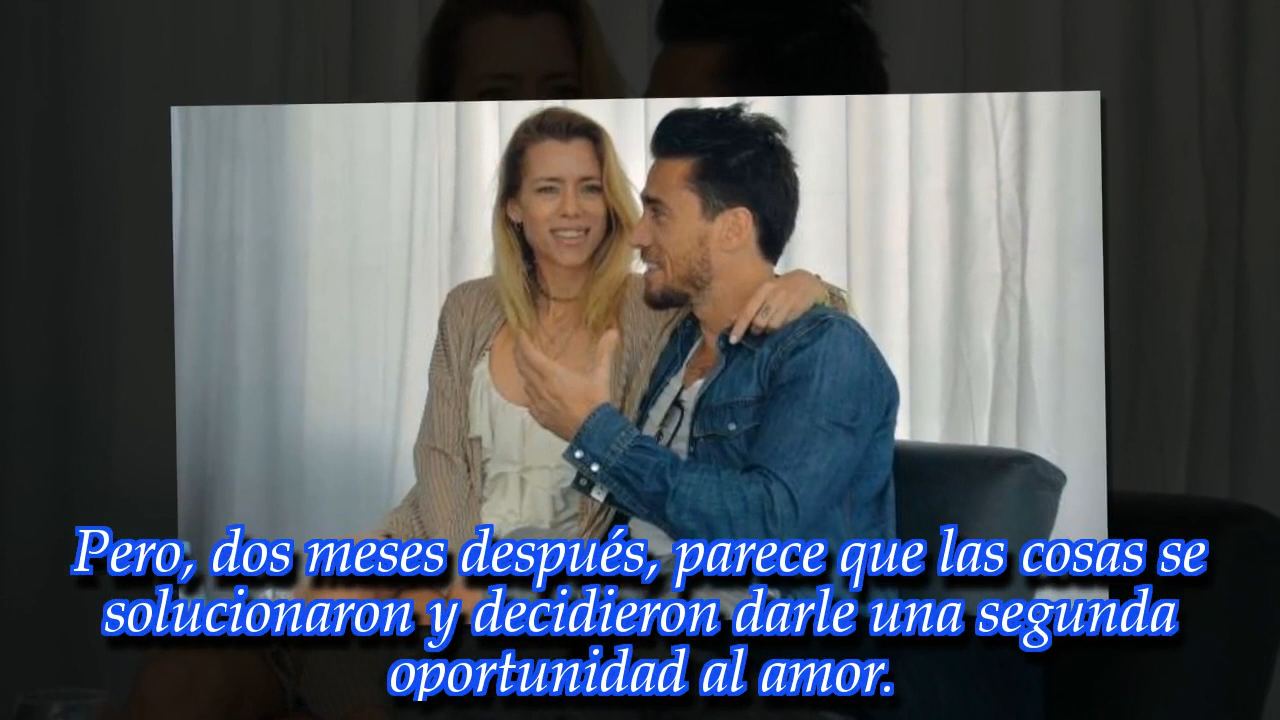 Pero, dos meses después, parece que las cosas se
solucionaron y decidieron darle una segunda
oportunidad al amor.